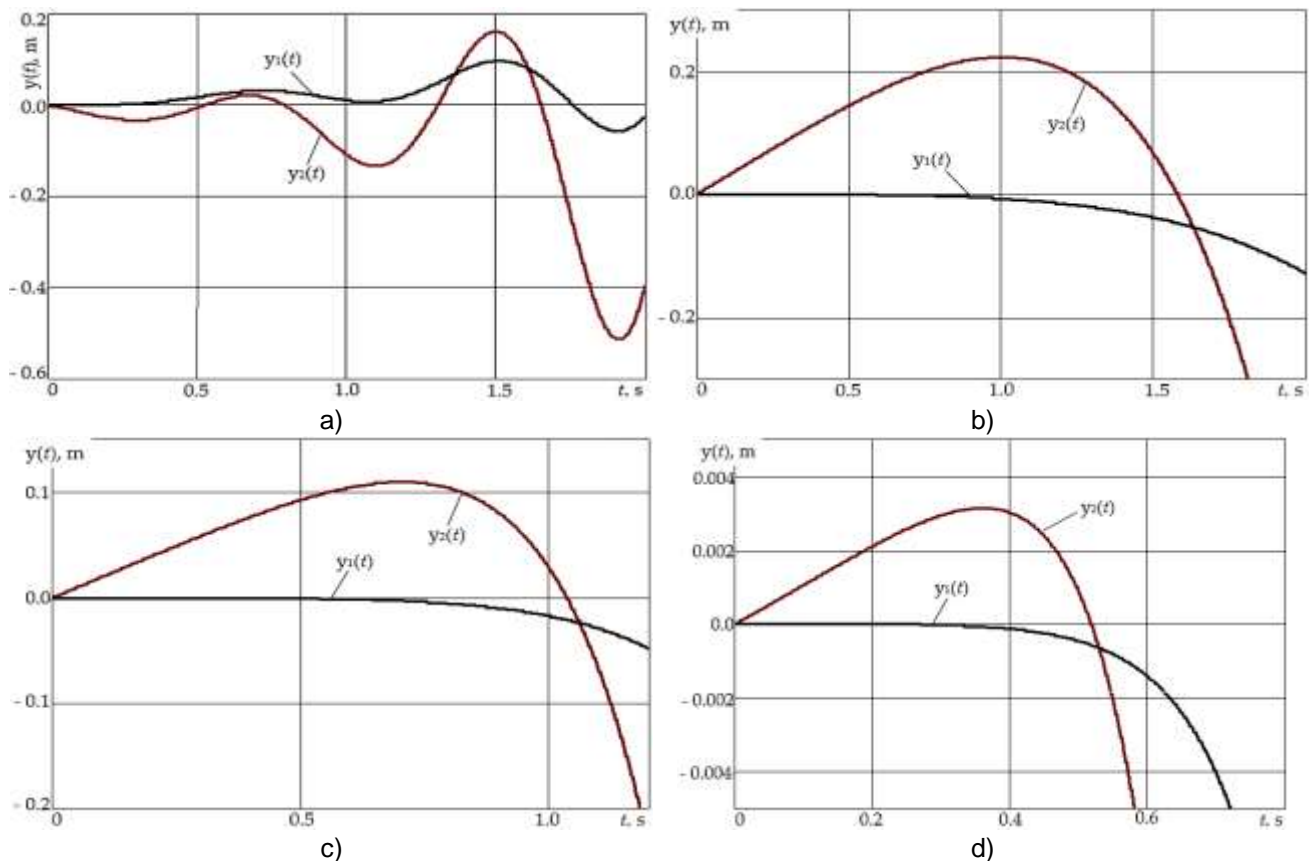 y(t), m
0.2
0.0
- 0.2
- 0.4
- 0.6
y₁(t)
y₂(t)
0 0.5 1.0 1.5 t, s
a)
y(t), m
0.2
0.0
- 0.2
y₂(t)
y₁(t)
0 0.5 1.0 1.5 t, s
b)
y(t), m
0.1
0.0
- 0.1
- 0.2
y₂(t)
y₁(t)
0 0.5 1.0 t, s
c)
y(t), m
0.004
0.002
0.0
- 0.002
- 0.004
y₂(t)
y₁(t)
0 0.2 0.4 0.6 t, s
d)